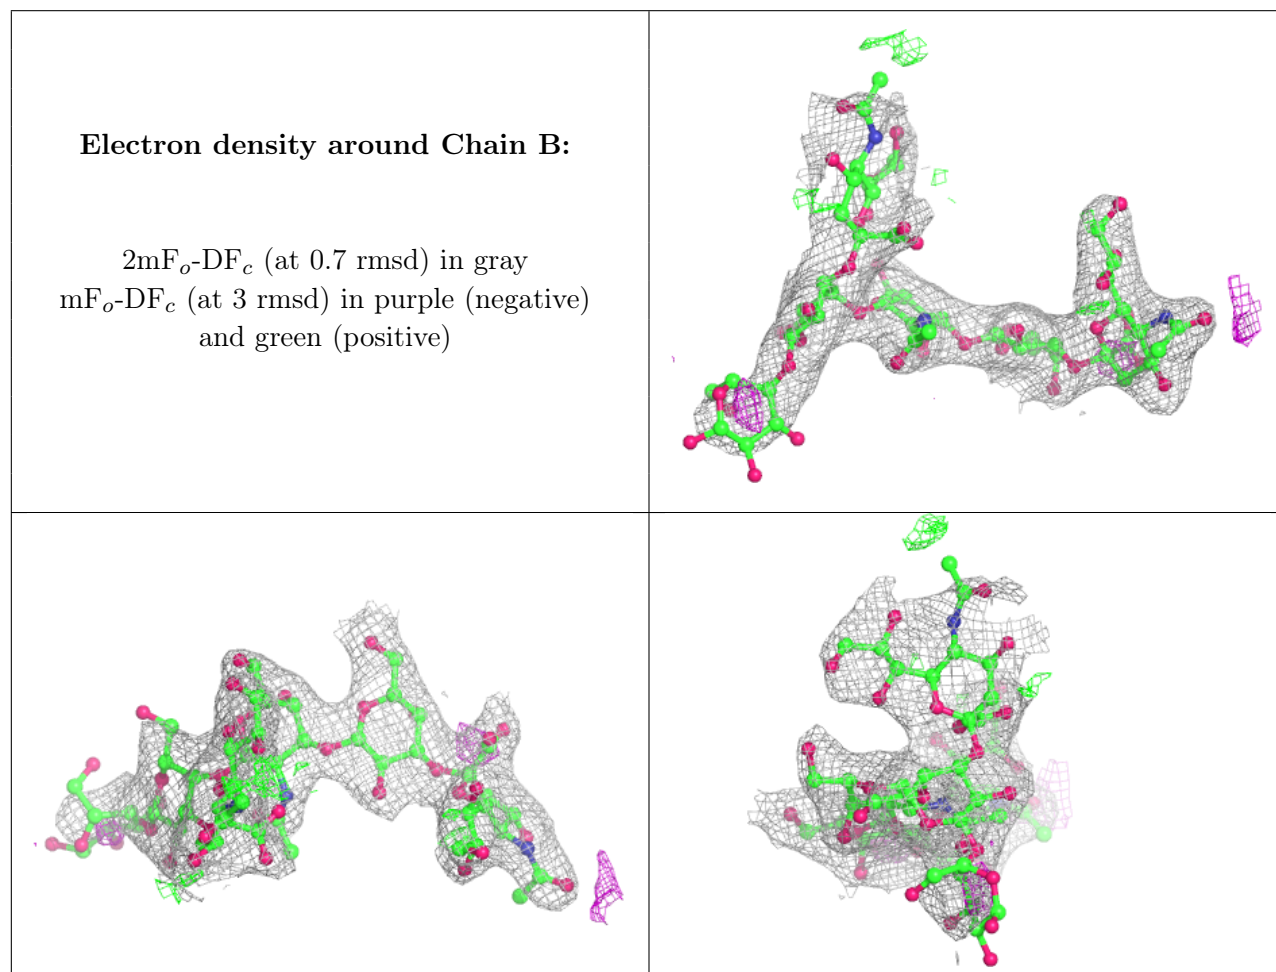 Electron density around Chain B:
2mFₒ-DF𝒸 (at 0.7 rmsd) in gray
mFₒ-DF𝒸 (at 3 rmsd) in purple (negative)
and green (positive)